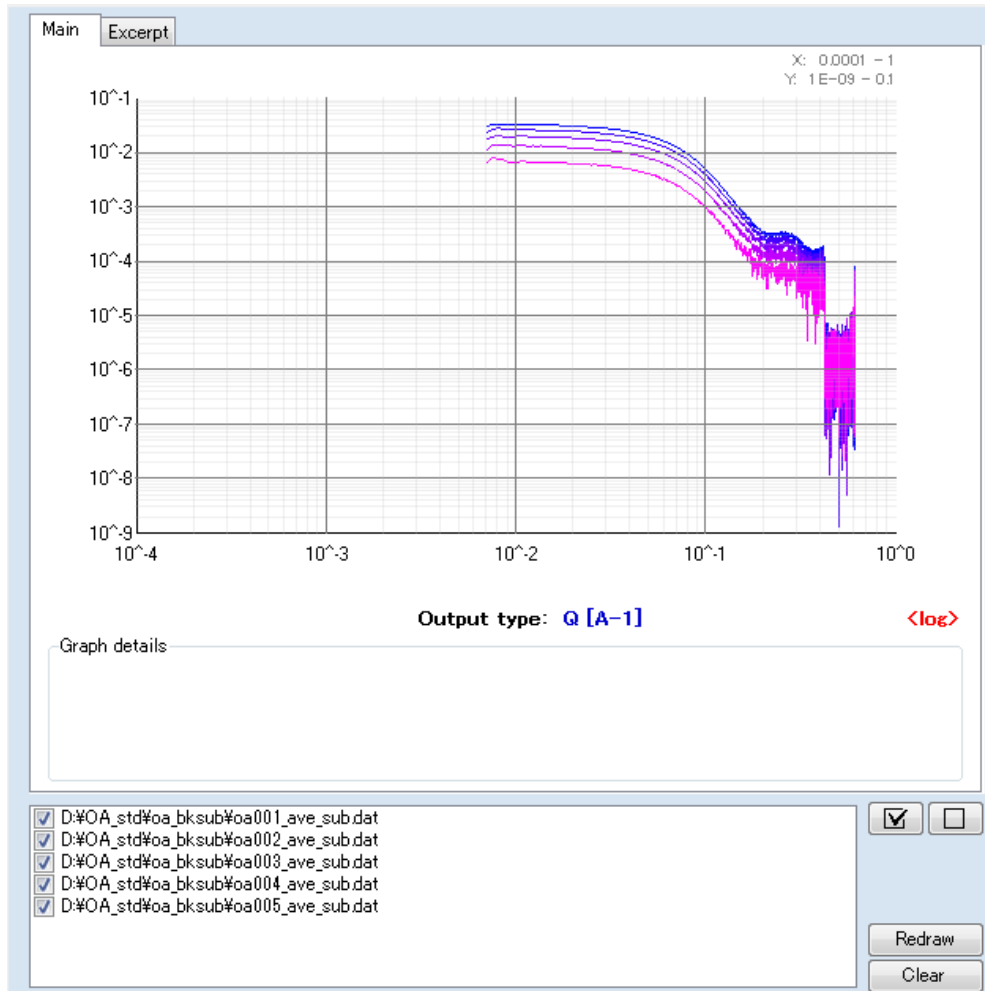 Main
Excerpt
X: 0.0001 - 1
Y: 1E-09 - 0.1
10^-1
10^-2
10^-3
10^-4
10^-5
10^-6
10^-7
10^-8
10^-9
10^-4
10^-3
10^-2
10^-1
10^0
Output type: Q [A-1]
<log>
Graph details
D:¥OA_std¥oa_bksub¥oa001_ave_sub.dat
D:¥OA_std¥oa_bksub¥oa002_ave_sub.dat
D:¥OA_std¥oa_bksub¥oa003_ave_sub.dat
D:¥OA_std¥oa_bksub¥oa004_ave_sub.dat
D:¥OA_std¥oa_bksub¥oa005_ave_sub.dat
Redraw
Clear